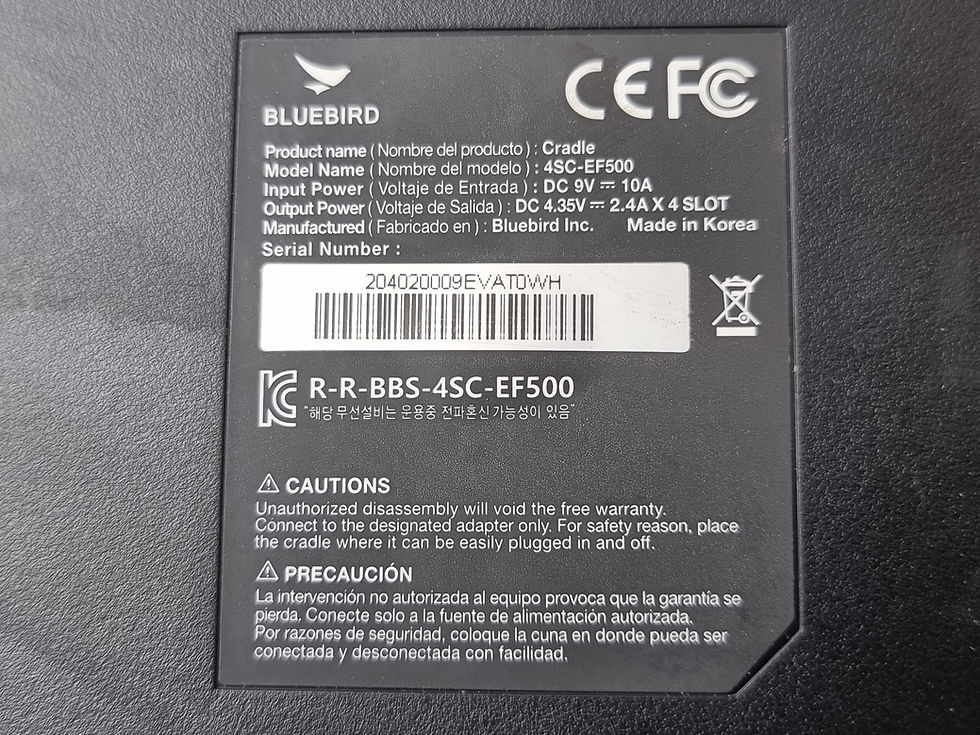 BLUEBIRD
CE FC
Product name ( Nombre del producto ) : Cradle
Model Name ( Nombre del modelo ) : 4SC-EF500
Input Power ( Voltaje de Entrada ) : DC 9V ⎓ 10A
Output Power ( Voltaje de Salida ) : DC 4.35V ⎓ 2.4A X 4 SLOT
Manufactured ( Fabricado en ) : Bluebird Inc. Made in Korea
Serial Number :
204020009EVAT0WH
R-R-BBS-4SC-EF500
"해당 무선설비는 운용중 전파혼신 가능성이 있음"
⚠ CAUTIONS
Unauthorized disassembly will void the free warranty.
Connect to the designated adapter only. For safety reason, place
the cradle where it can be easily plugged in and off.
⚠ PRECAUCIÓN
La intervención no autorizada al equipo provoca que la garantía se
pierda. Conecte solo a la fuente de alimentación autorizada.
Por razones de seguridad, coloque la cuna en donde pueda ser
conectada y desconectada con facilidad.